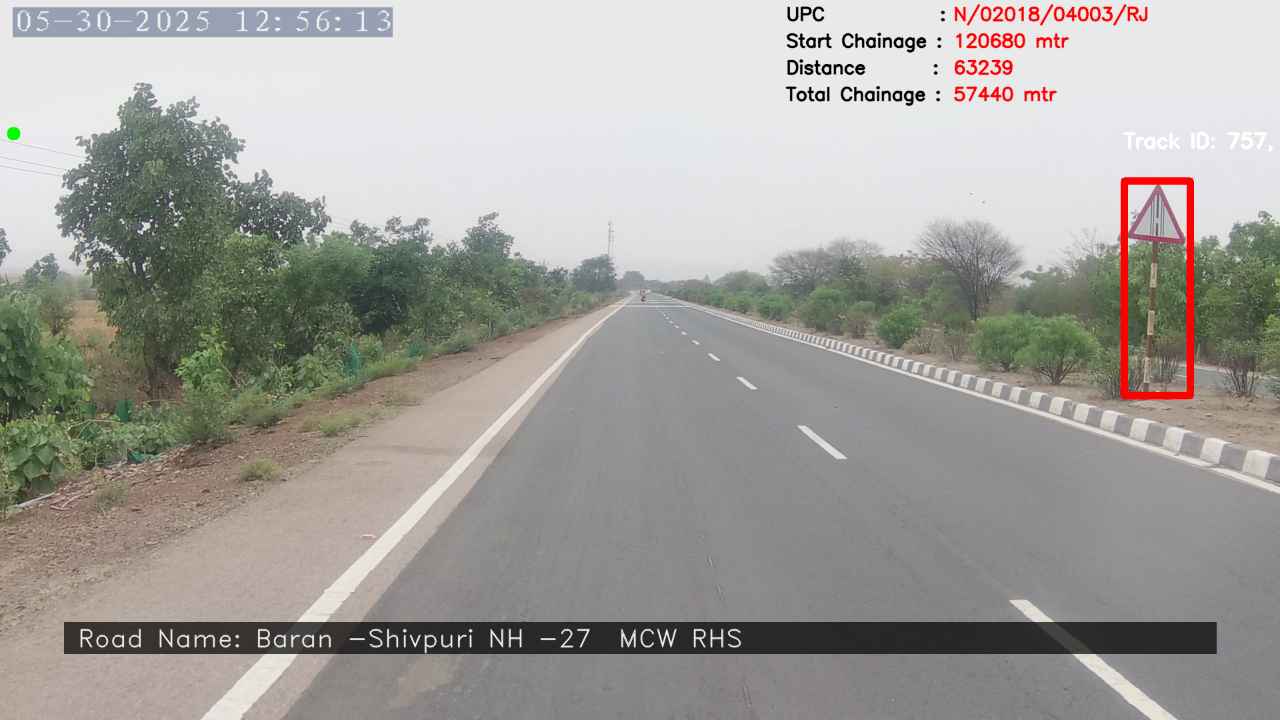 05-30-2025 12:56:13
UPC : N/02018/04003/RJ
Start Chainage : 120680 mtr
Distance : 63239
Total Chainage : 57440 mtr
Track ID: 757,
Road Name: Baran -Shivpuri NH -27 MCW RHS